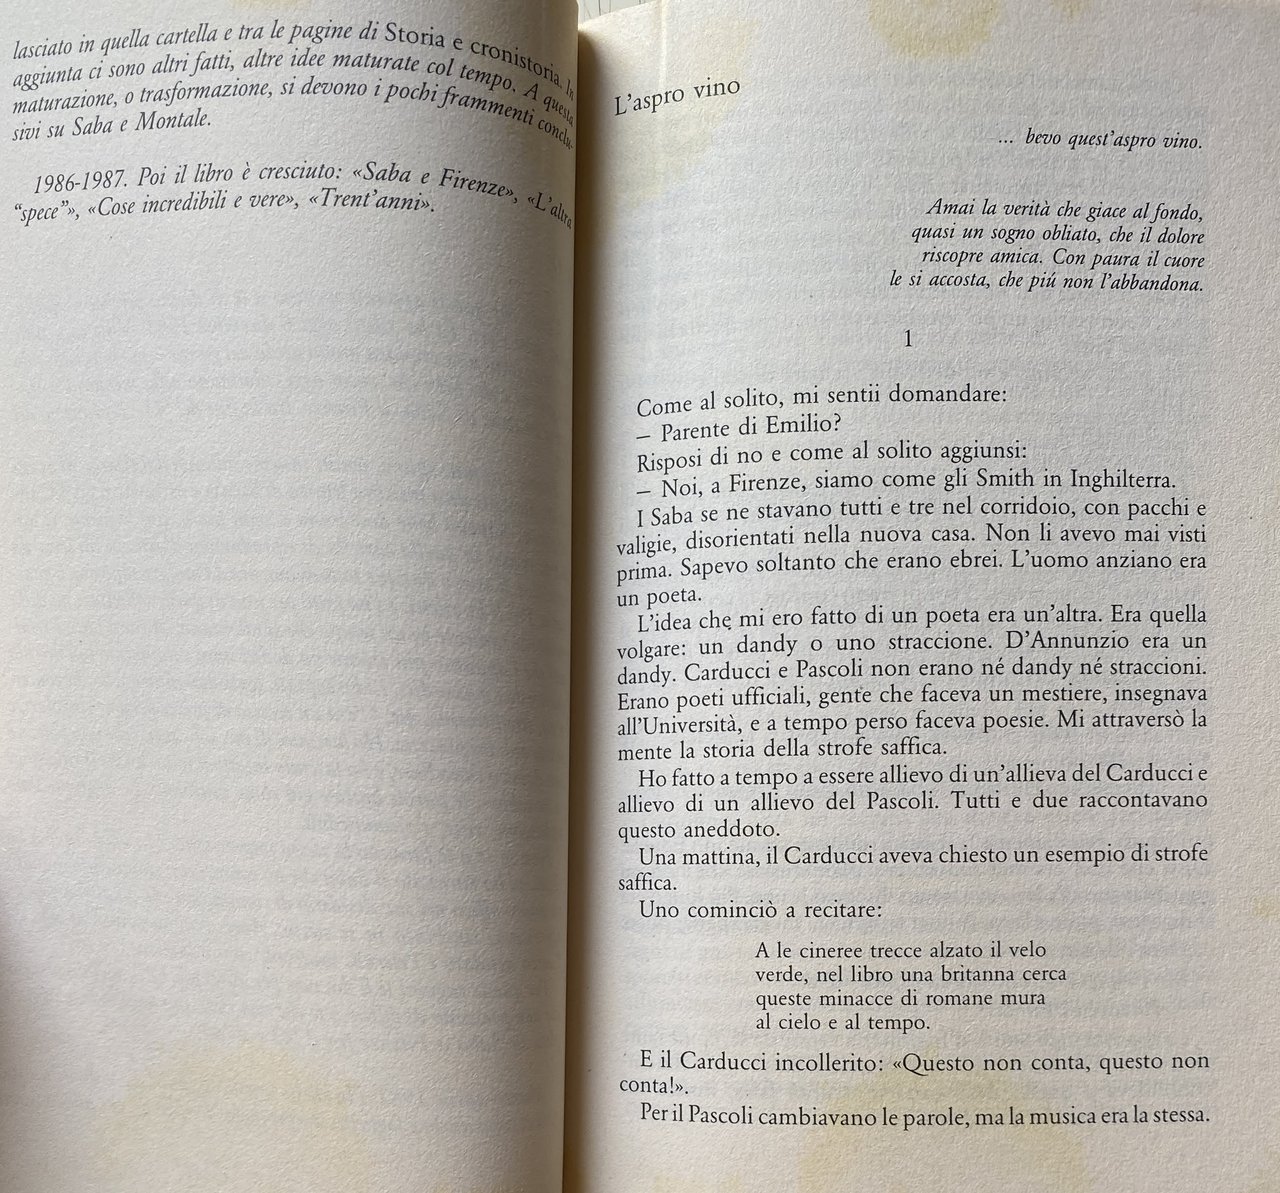 lasciato in quella cartella e tra le pagine di Storia e cronistoria. In
aggiunta ci sono altri fatti, altre idee maturate col tempo. A questa
maturazione, o trasformazione, si devono i pochi frammenti conclu-
sivi su Saba e Montale.
1986-1987. Poi il libro è cresciuto: «Saba e Firenze», «L'altra
"spece"», «Cose incredibili e vere», «Trent'anni».
L'aspro vino
... bevo quest'aspro vino.
Amai la verità che giace al fondo,
quasi un sogno obliato, che il dolore
riscopre amica. Con paura il cuore
le si accosta, che piú non l'abbandona.
1
Come al solito, mi sentii domandare:
– Parente di Emilio?
Risposi di no e come al solito aggiunsi:
– Noi, a Firenze, siamo come gli Smith in Inghilterra.
I Saba se ne stavano tutti e tre nel corridoio, con pacchi e
valigie, disorientati nella nuova casa. Non li avevo mai visti
prima. Sapevo soltanto che erano ebrei. L'uomo anziano era
un poeta.
L'idea che mi ero fatto di un poeta era un'altra. Era quella
volgare: un dandy o uno straccione. D'Annunzio era un
dandy. Carducci e Pascoli non erano né dandy né straccioni.
Erano poeti ufficiali, gente che faceva un mestiere, insegnava
all'Università, e a tempo perso faceva poesie. Mi attraversò la
mente la storia della strofe saffica.
Ho fatto a tempo a essere allievo di un'allieva del Carducci e
allievo di un allievo del Pascoli. Tutti e due raccontavano
questo aneddoto.
Una mattina, il Carducci aveva chiesto un esempio di strofe
saffica.
Uno cominciò a recitare:
A le cineree trecce alzato il velo
verde, nel libro una britanna cerca
queste minacce di romane mura
al cielo e al tempo.
E il Carducci incollerito: «Questo non conta, questo non
conta!».
Per il Pascoli cambiavano le parole, ma la musica era la stessa.